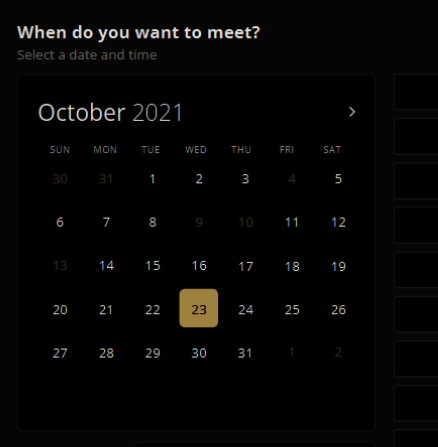 When do you want to meet?
Select a date and time
October 2021
SUN MON TUE WED THU FRI SAT
30 31 1 2 3 4 5
6 7 8 9 10 11 12
13 14 15 16 17 18 19
20 21 22 23 24 25 26
27 28 29 30 31 1 2